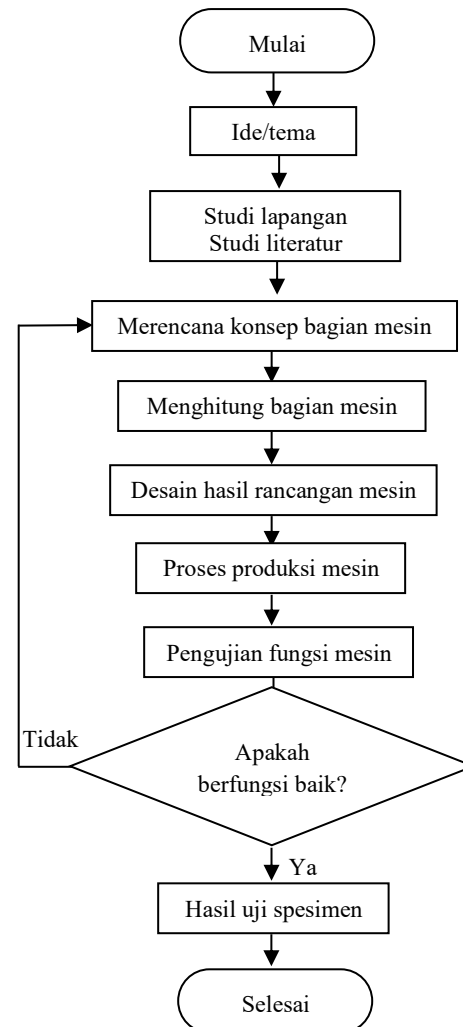 Mulai
Ide/tema
Studi lapangan
Studi literatur
Merencana konsep bagian mesin
Menghitung bagian mesin
Desain hasil rancangan mesin
Proses produksi mesin
Pengujian fungsi mesin
Tidak
Apakah
berfungsi baik?
Ya
Hasil uji spesimen
Selesai